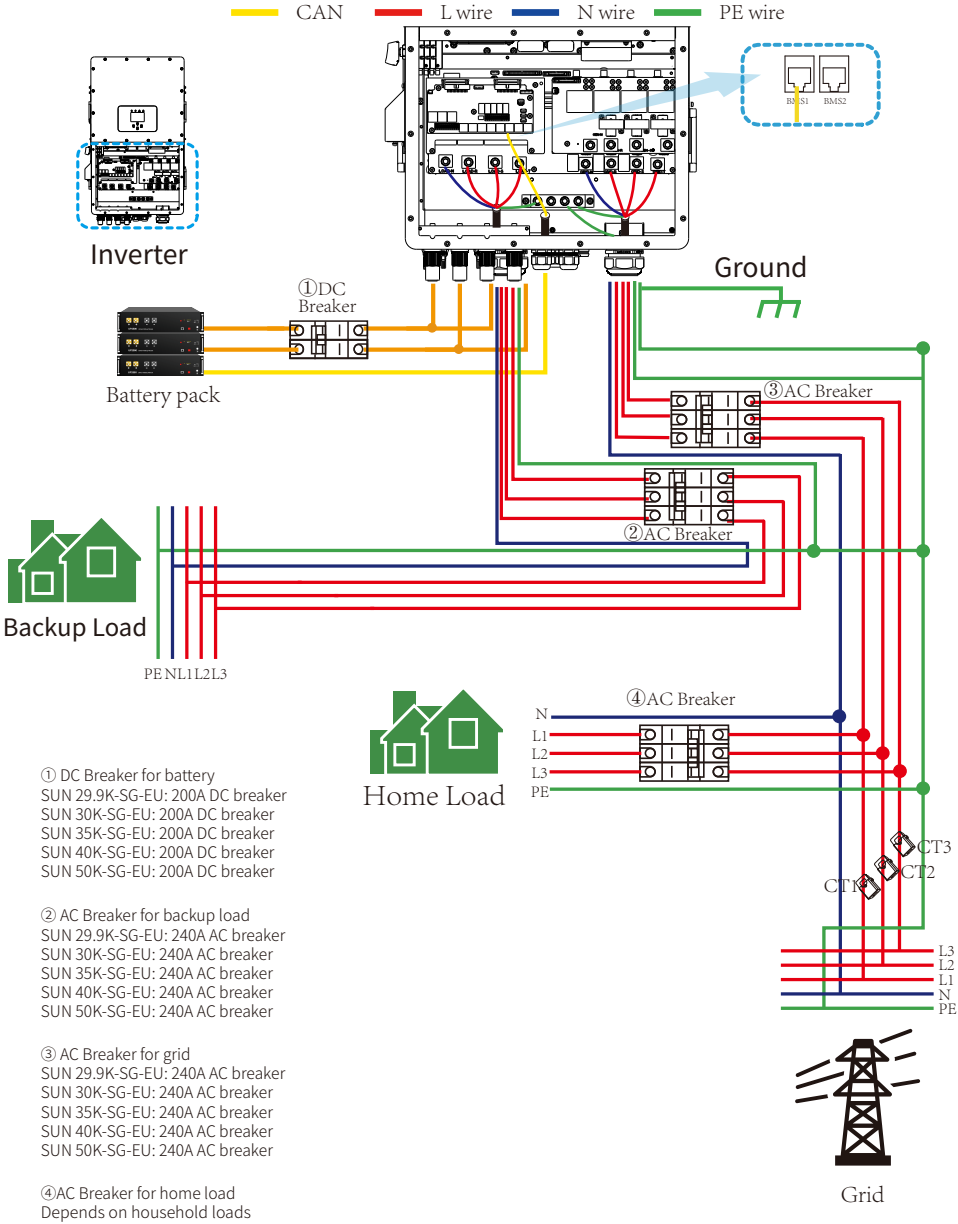 CAN
L wire
N wire
PE wire
BMS1
BMS2
Inverter
Ground
①DC
Breaker
Battery pack
③AC Breaker
②AC Breaker
Backup Load
PE N L1 L2 L3
④AC Breaker
N
L1
L2
L3
PE
Home Load
① DC Breaker for battery
SUN 29.9K-SG-EU: 200A DC breaker
SUN 30K-SG-EU: 200A DC breaker
SUN 35K-SG-EU: 200A DC breaker
SUN 40K-SG-EU: 200A DC breaker
SUN 50K-SG-EU: 200A DC breaker
② AC Breaker for backup load
SUN 29.9K-SG-EU: 240A AC breaker
SUN 30K-SG-EU: 240A AC breaker
SUN 35K-SG-EU: 240A AC breaker
SUN 40K-SG-EU: 240A AC breaker
SUN 50K-SG-EU: 240A AC breaker
③ AC Breaker for grid
SUN 29.9K-SG-EU: 240A AC breaker
SUN 30K-SG-EU: 240A AC breaker
SUN 35K-SG-EU: 240A AC breaker
SUN 40K-SG-EU: 240A AC breaker
SUN 50K-SG-EU: 240A AC breaker
④AC Breaker for home load
Depends on household loads
CT3
CT2
CT1
L3
L2
L1
N
PE
Grid